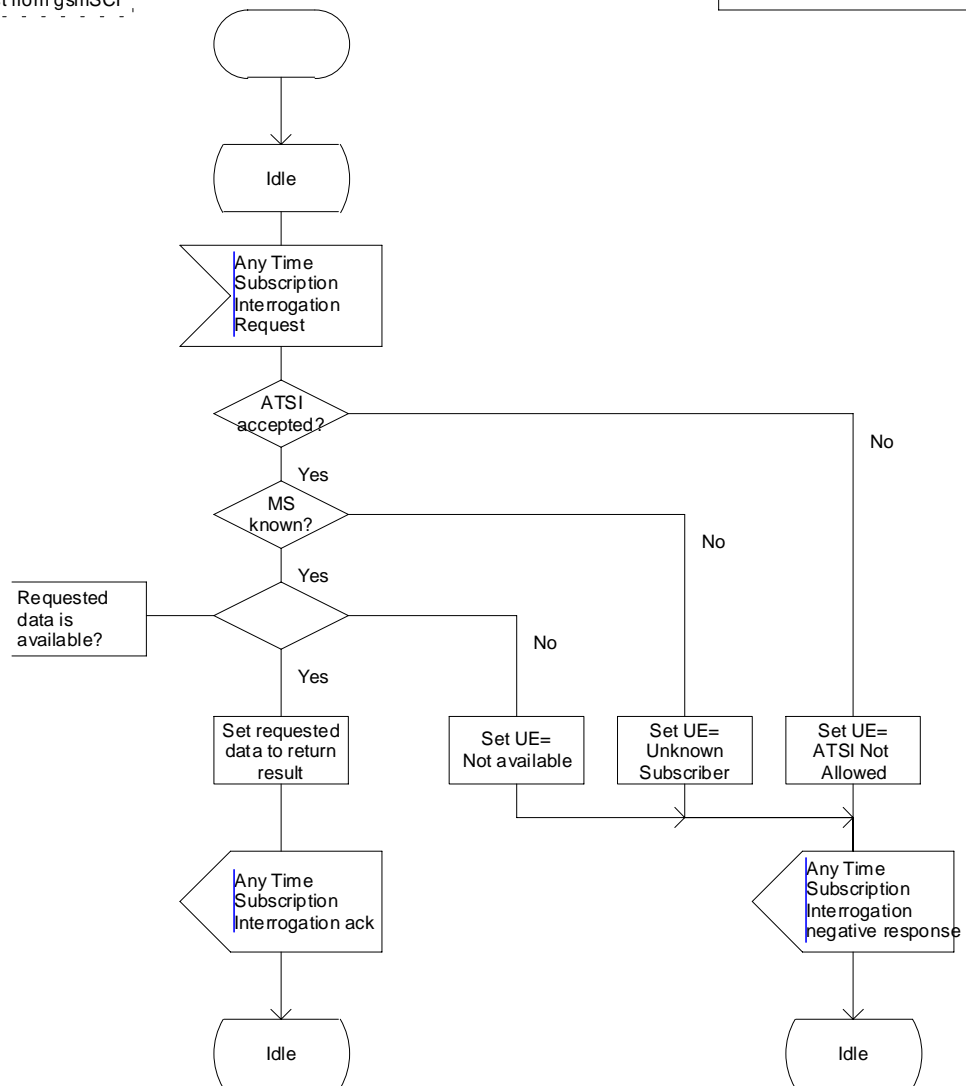 from gsmSCF
Idle
Any Time
Subscription
Interrogation
Request
ATSI
accepted?
No
Yes
MS
known?
No
Yes
Requested
data is
available?
No
Yes
Set requested
data to return
result
Set UE=
Not available
Set UE=
Unknown
Subscriber
Set UE=
ATSI Not
Allowed
Any Time
Subscription
Interrogation ack
Any Time
Subscription
Interrogation
negative response
Idle
Idle